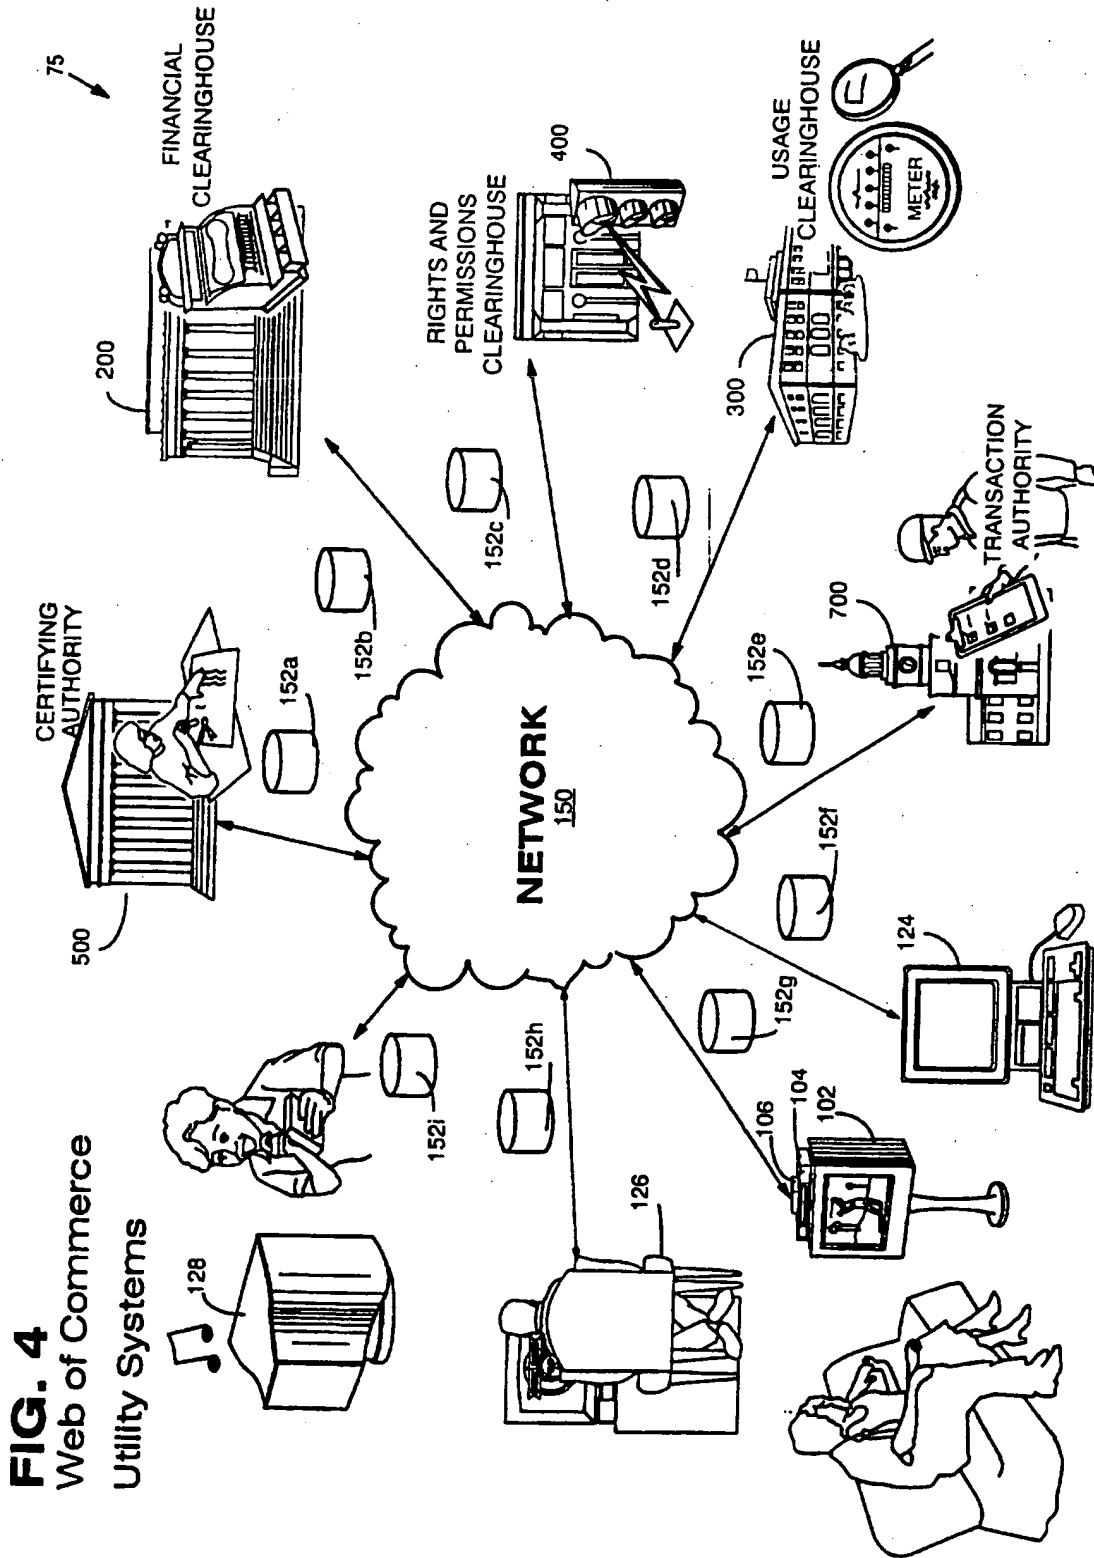 FIG. 4
Web of Commerce
Utility Systems
75
128
500
CERTIFYING
AUTHORITY
200
FINANCIAL
CLEARINGHOUSE
152i
152a
152b
152c
152h
RIGHTS AND
PERMISSIONS
CLEARINGHOUSE
400
NETWORK
150
126
152g
152f
152e
152d
300
USAGE
CLEARINGHOUSE
METER
106
104
102
124
700
TRANSACTION
AUTHORITY